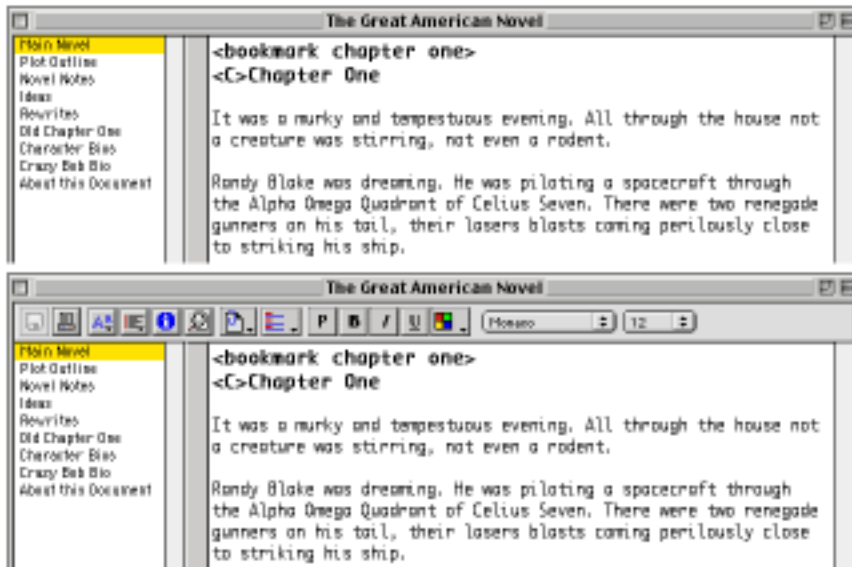 The Great American Novel
Main Novel
Plot Outline
Novel Notes
Ideas
Rewrites
Old Chapter One
Character Bios
Crazy Bob Bio
About this Document
<bookmark chapter one>
<C>Chapter One
It was a murky and tempestuous evening. All through the house not
a creature was stirring, not even a rodent.
Randy Blake was dreaming. He was piloting a spacecraft through
the Alpha Omega Quadrant of Celius Seven. There were two renegade
gunners on his tail, their lasers blasts coming perilously close
to striking his ship.
The Great American Novel
P B I U Monaco 12
Main Novel
Plot Outline
Novel Notes
Ideas
Rewrites
Old Chapter One
Character Bios
Crazy Bob Bio
About this Document
<bookmark chapter one>
<C>Chapter One
It was a murky and tempestuous evening. All through the house not
a creature was stirring, not even a rodent.
Randy Blake was dreaming. He was piloting a spacecraft through
the Alpha Omega Quadrant of Celius Seven. There were two renegade
gunners on his tail, their lasers blasts coming perilously close
to striking his ship.